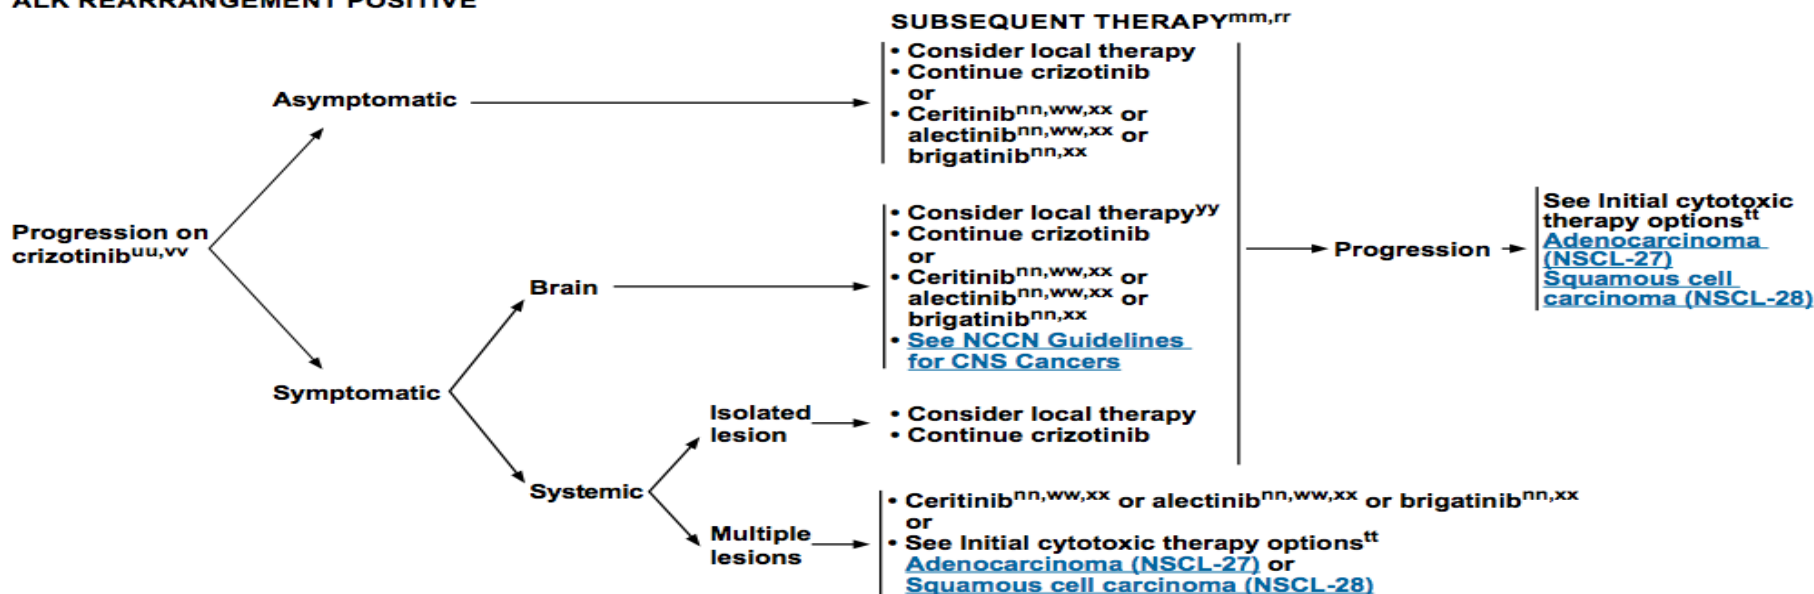 ALK REARRANGEMENT POSITIVE
SUBSEQUENT THERAPYmm,rr
Asymptomatic
• Consider local therapy
• Continue crizotinib
or
• Ceritinibnn,ww,xx or
alectinibnn,ww,xx or
brigatinibnn,xx
Progression on
crizotinibuu,vv
Symptomatic
Brain
• Consider local therapyyy
• Continue crizotinib
or
• Ceritinibnn,ww,xx or
alectinibnn,ww,xx or
brigatinibnn,xx
• See NCCN Guidelines
for CNS Cancers
Systemic
Isolated
lesion
• Consider local therapy
• Continue crizotinib
Multiple
lesions
• Ceritinibnn,ww,xx or alectinibnn,ww,xx or brigatinibnn,xx
or
• See Initial cytotoxic therapy optionstt
Adenocarcinoma (NSCL-27) or
Squamous cell carcinoma (NSCL-28)
Progression
See Initial cytotoxic
therapy optionstt
Adenocarcinoma
(NSCL-27)
Squamous cell
carcinoma (NSCL-28)